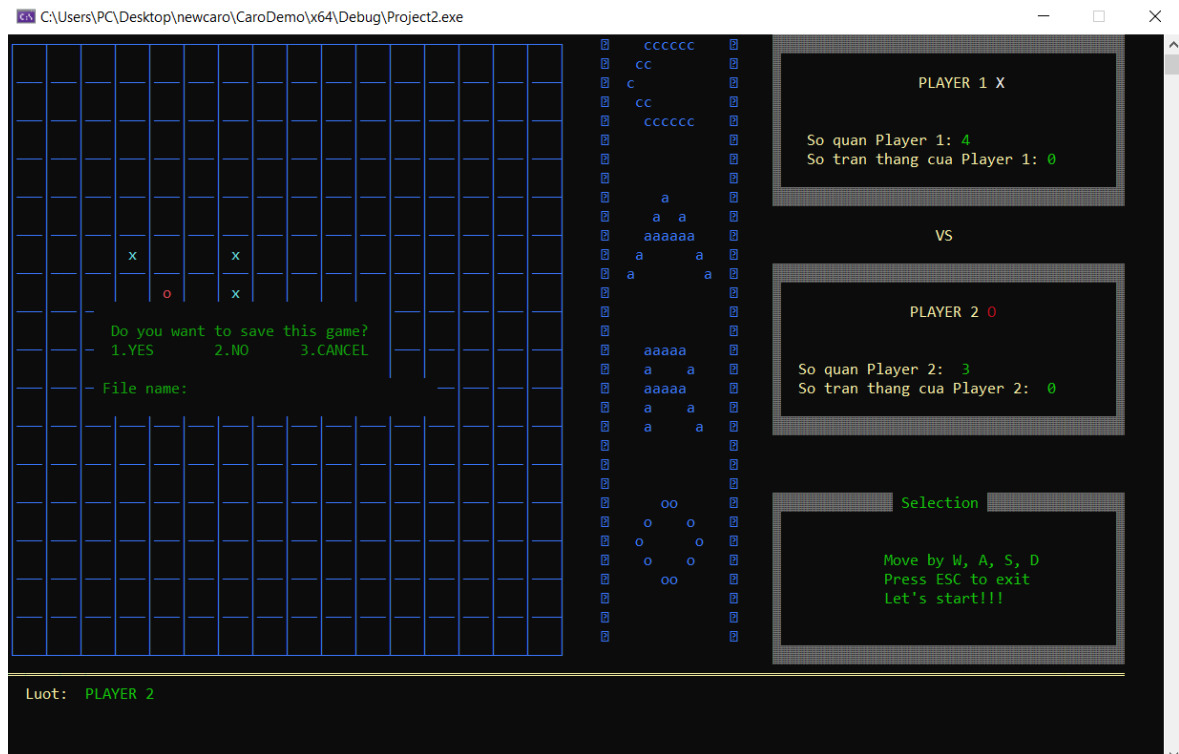 C:\Users\PC\Desktop\newcaro\CaroDemo\x64\Debug\Project2.exe
x x
o x
Do you want to save this game?
1.YES 2.NO 3.CANCEL
File name:
cccccc
cc
c
cc
cccccc
a
a a
aaaaaa
a a
a a
aaaaa
a a
aaaaa
a a
a a
oo
o o
o o
o o
oo
PLAYER 1 X
So quan Player 1: 4
So tran thang cua Player 1: 0
VS
PLAYER 2 O
So quan Player 2: 3
So tran thang cua Player 2: 0
Selection
Move by W, A, S, D
Press ESC to exit
Let's start!!!
Luot: PLAYER 2